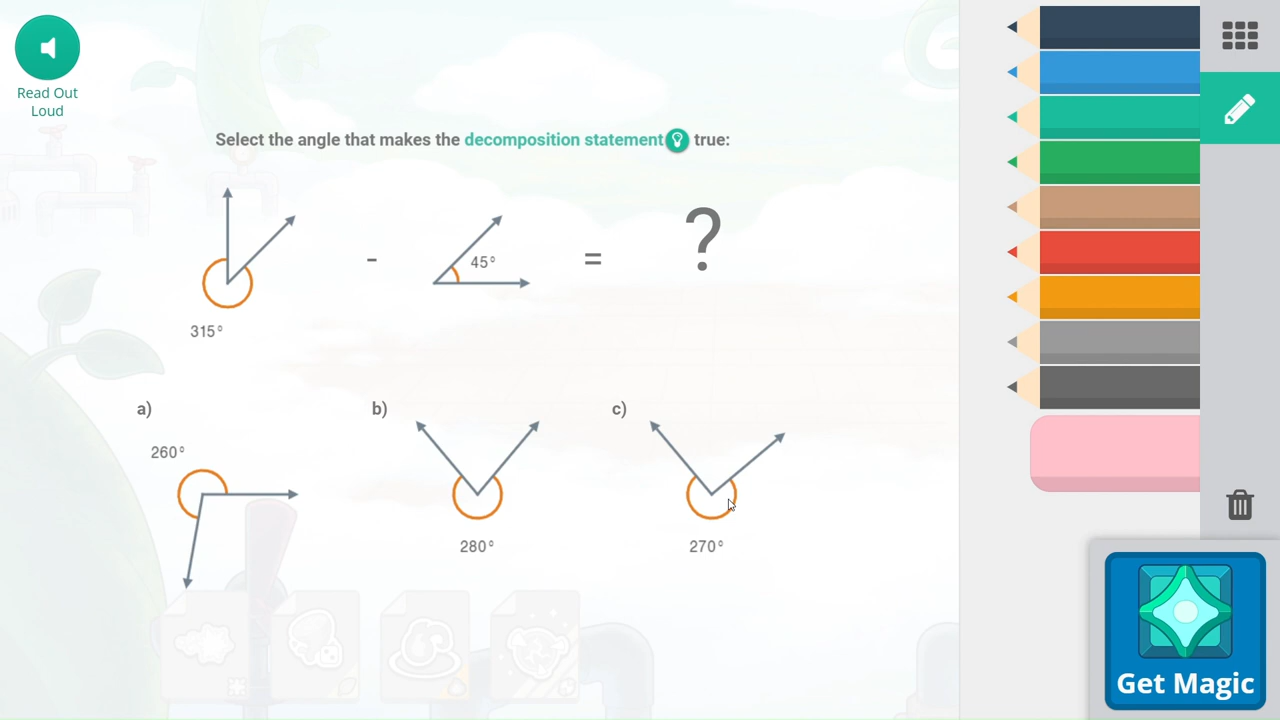 Read Out
Loud
Select the angle that makes the decomposition statement true:
315°
-
45°
=
?
a)
260°
b)
280°
c)
270°
Get Magic